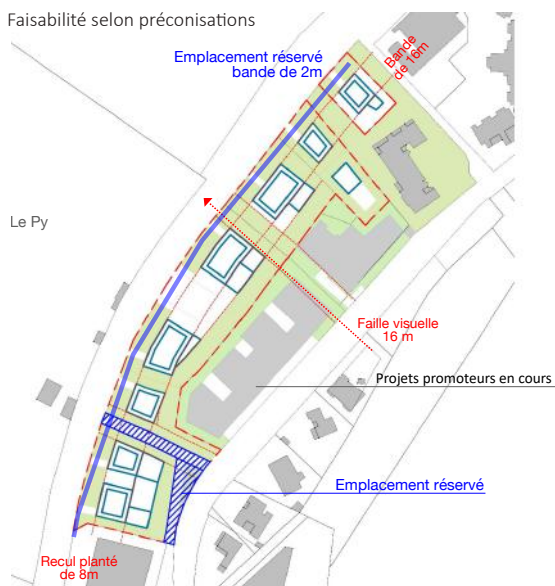 Faisabilité selon préconisations
Emplacement réservé
bande de 2m
Bande
de 16m
Le Py
Faille visuelle
16 m
Projets promoteurs en cours
Emplacement réservé
Recul planté
de 8m